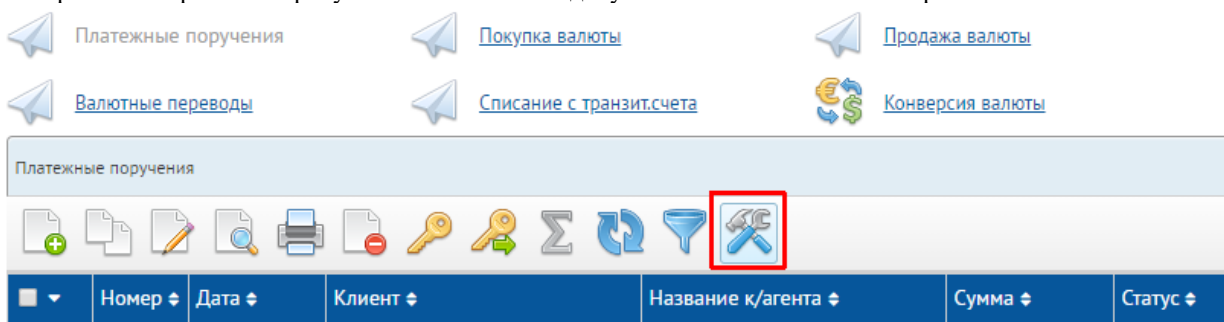 Платежные поручения Покупка валюты Продажа валюты
Валютные переводы Списание с транзит.счета Конверсия валюты
Платежные поручения
Номер Дата Клиент Название к/агента Сумма Статус